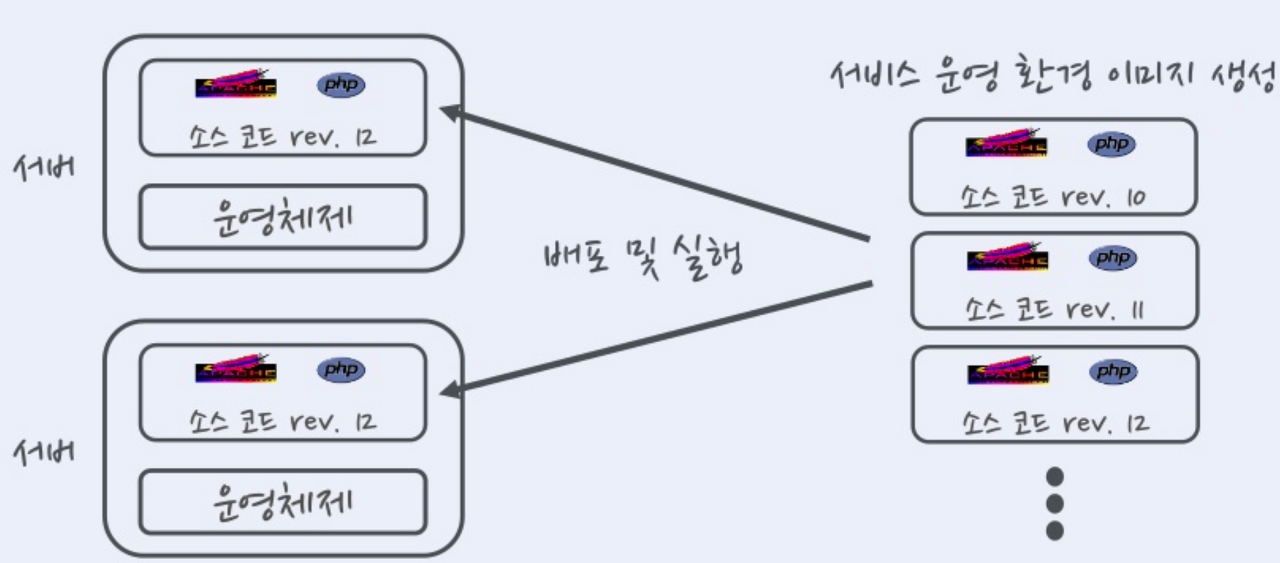 서버
APACHE php
소스 코드 rev. 12
운영체제
서버
APACHE php
소스 코드 rev. 12
운영체제
배포 및 실행
서비스 운영 환경 이미지 생성
APACHE php
소스 코드 rev. 10
APACHE php
소스 코드 rev. 11
APACHE php
소스 코드 rev. 12